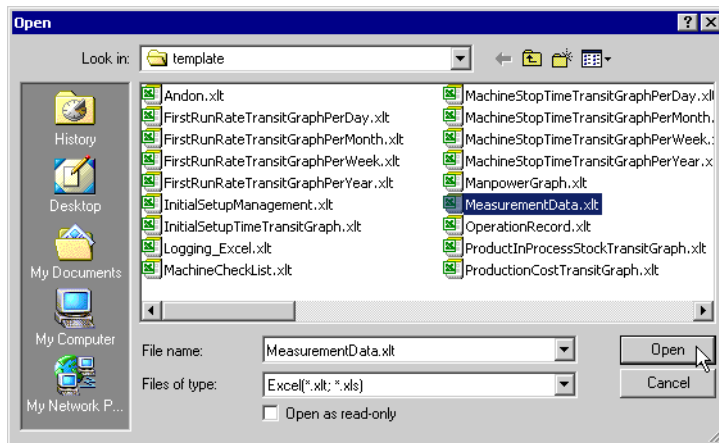 Open
Look in:
template
History
Desktop
My Documents
My Computer
My Network P...
Andon.xlt
FirstRunRateTransitGraphPerDay.xlt
FirstRunRateTransitGraphPerMonth.xlt
FirstRunRateTransitGraphPerWeek.xlt
FirstRunRateTransitGraphPerYear.xlt
InitialSetupManagement.xlt
InitialSetupTimeTransitGraph.xlt
Logging_Excel.xlt
MachineCheckList.xlt
MachineStopTimeTransitGraphPerDay.xlt
MachineStopTimeTransitGraphPerMonth.
MachineStopTimeTransitGraphPerWeek.
MachineStopTimeTransitGraphPerYear.x
ManpowerGraph.xlt
MeasurementData.xlt
OperationRecord.xlt
ProductInProcessStockTransitGraph.xlt
ProductionCostTransitGraph.xlt
File name:
MeasurementData.xlt
Open
Files of type:
Excel(*.xlt; *.xls)
Cancel
Open as read-only